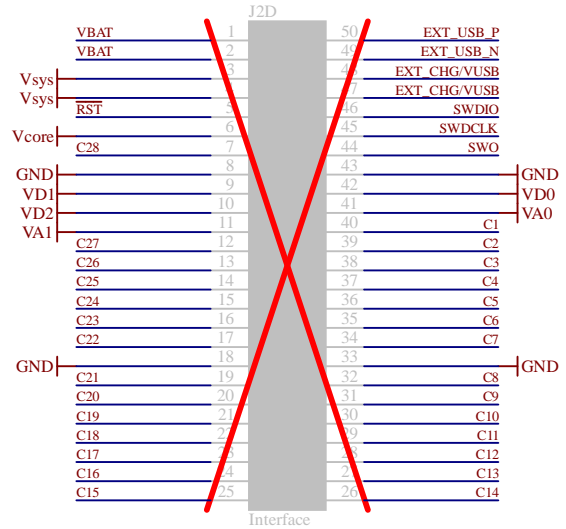 J2D
VBAT 1 50 EXT_USB_P
VBAT 2 49 EXT_USB_N
Vsys 3 48 EXT_CHG/VUSB
Vsys 4 47 EXT_CHG/VUSB
RST 5 46 SWDIO
Vcore 6 45 SWDCLK
C28 7 44 SWO
GND 8 43 GND
VD1 9 42 VD0
VD2 10 41 VA0
VA1 11 40 C1
C27 12 39 C2
C26 13 38 C3
C25 14 37 C4
C24 15 36 C5
C23 16 35 C6
C22 17 34 C7
GND 18 33 GND
C21 19 32 C8
C20 20 31 C9
C19 21 30 C10
C18 22 29 C11
C17 23 28 C12
C16 24 27 C13
C15 25 26 C14
Interface